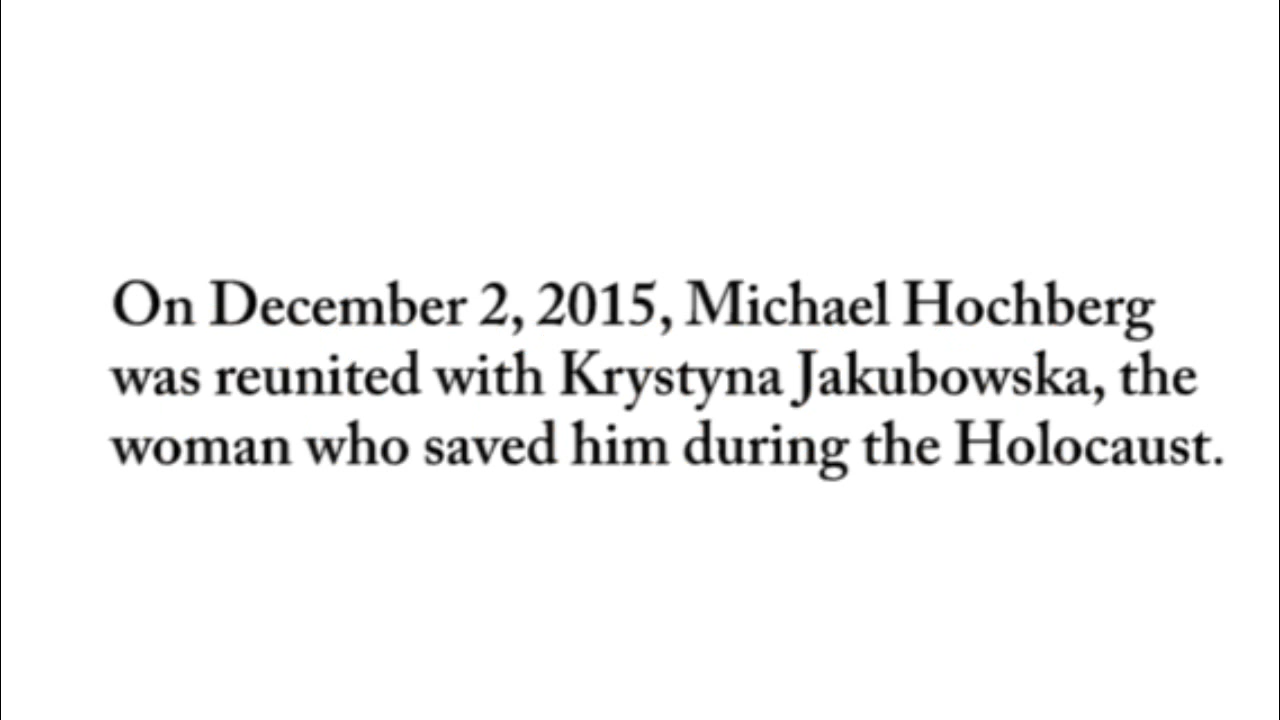 On December 2, 2015, Michael Hochberg
was reunited with Krystyna Jakubowska, the
woman who saved him during the Holocaust.